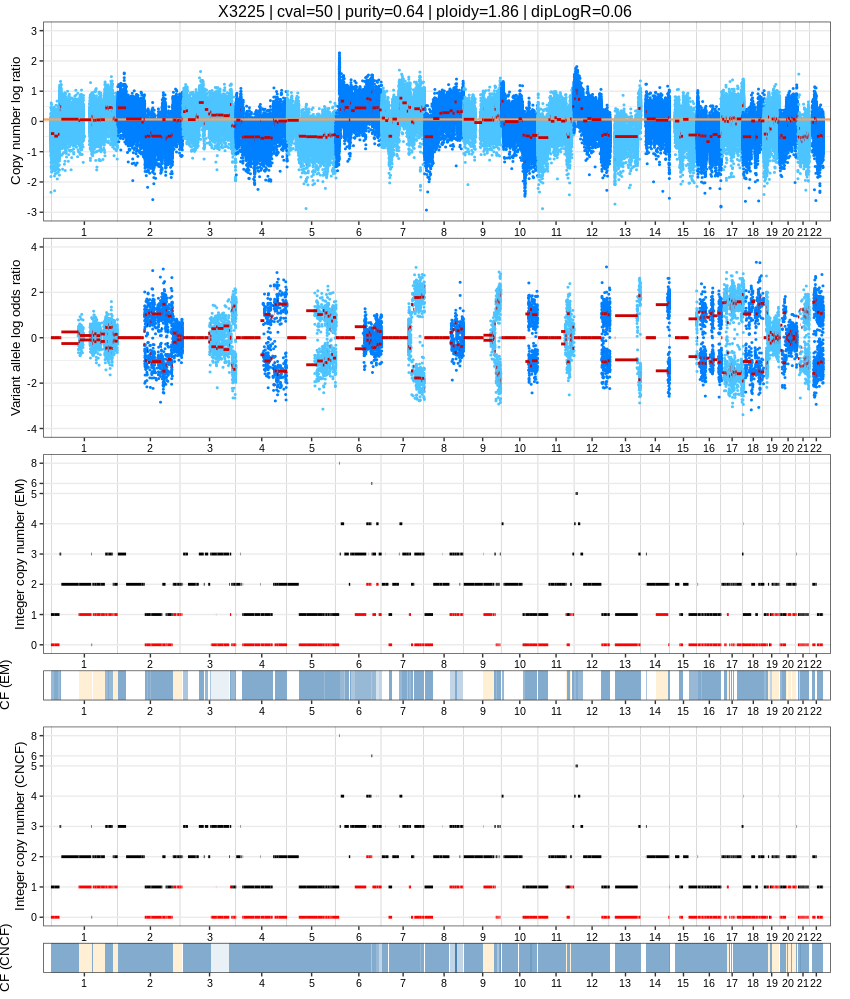 X3225 | cval=50 | purity=0.64 | ploidy=1.86 | dipLogR=0.06
Copy number log ratio
3
2
1
0
-1
-2
-3
1 2 3 4 5 6 7 8 9 10 11 12 13 14 15 16 17 18 19 20 21 22
Variant allele log odds ratio
4
2
0
-2
-4
1 2 3 4 5 6 7 8 9 10 11 12 13 14 15 16 17 18 19 20 21 22
Integer copy number (EM)
8
6
5
4
3
2
1
0
1 2 3 4 5 6 7 8 9 10 11 12 13 14 15 16 17 18 19 20 21 22
CF (EM)
1 2 3 4 5 6 7 8 9 10 11 12 13 14 15 16 17 18 19 20 21 22
Integer copy number (CNCF)
8
6
5
4
3
2
1
0
1 2 3 4 5 6 7 8 9 10 11 12 13 14 15 16 17 18 19 20 21 22
CF (CNCF)
1 2 3 4 5 6 7 8 9 10 11 12 13 14 15 16 17 18 19 20 21 22